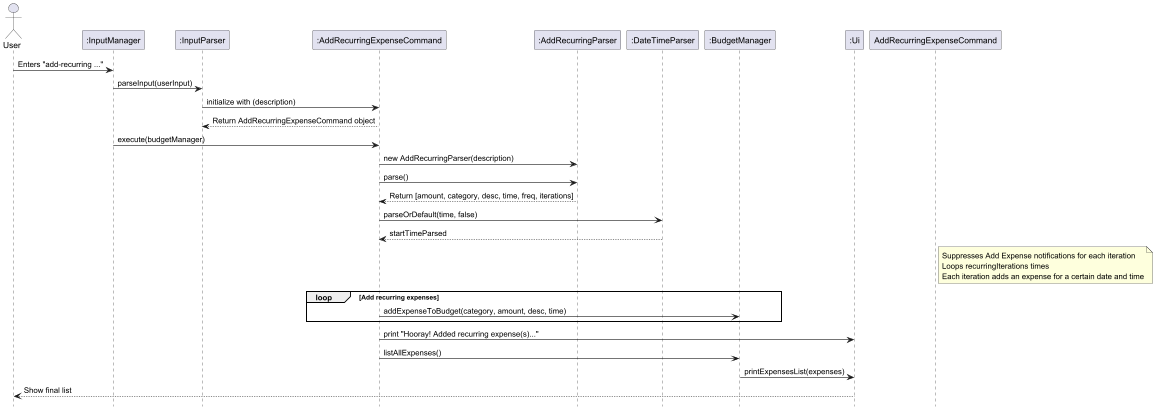 User
:InputManager
:InputParser
:AddRecurringExpenseCommand
:AddRecurringParser
:DateTimeParser
:BudgetManager
:Ui
AddRecurringExpenseCommand
Enters "add-recurring ..."
parseInput(userInput)
initialize with (description)
Return AddRecurringExpenseCommand object
execute(budgetManager)
new AddRecurringParser(description)
parse()
Return [amount, category, desc, time, freq, iterations]
parseOrDefault(time, false)
startTimeParsed
Suppresses Add Expense notifications for each iteration
Loops recurringIterations times
Each iteration adds an expense for a certain date and time
loop
[Add recurring expenses]
addExpenseToBudget(category, amount, desc, time)
print "Hooray! Added recurring expense(s)..."
listAllExpenses()
printExpensesList(expenses)
Show final list